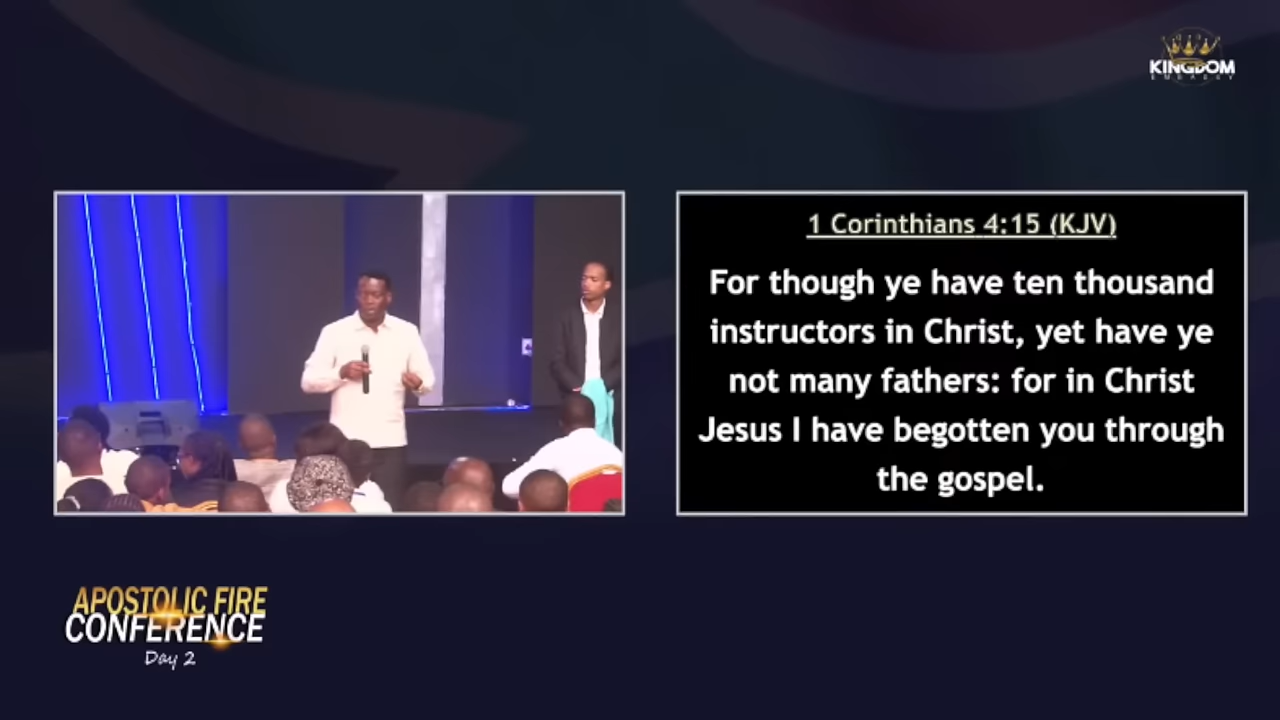 KINGDOM
EMBASSY
1 Corinthians 4:15 (KJV)
For though ye have ten thousand
instructors in Christ, yet have ye
not many fathers: for in Christ
Jesus I have begotten you through
the gospel.
APOSTOLIC FIRE
CONFERENCE
Day 2